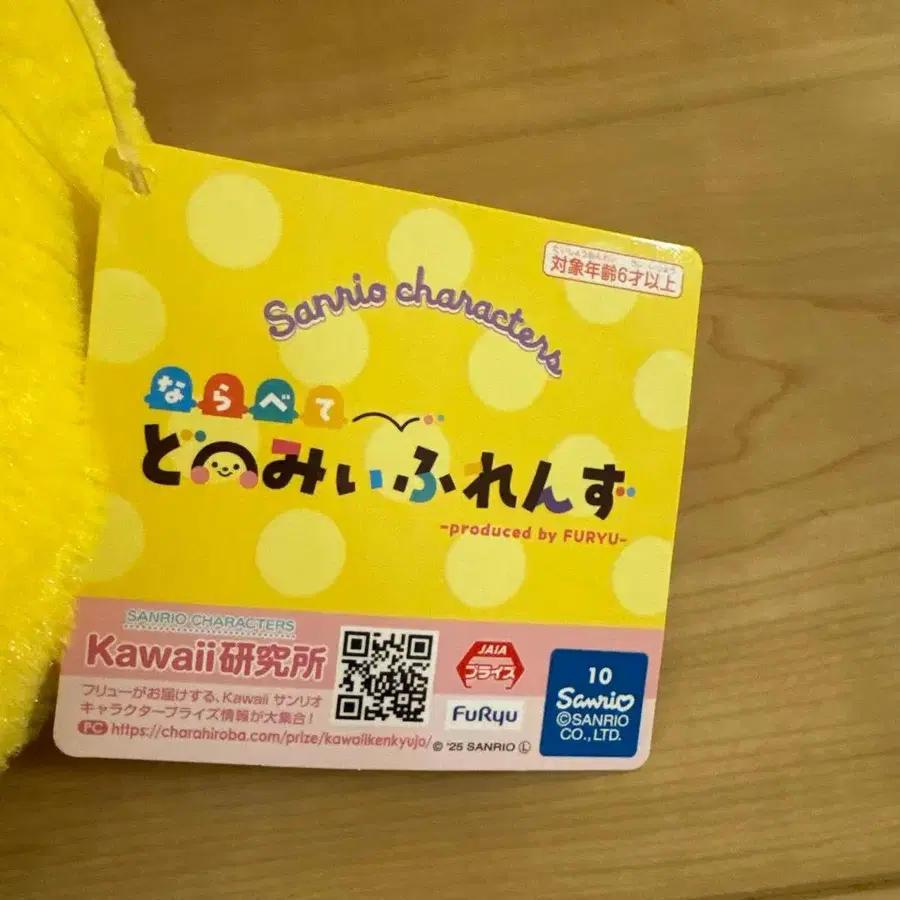 対象年齢6才以上
Sanrio characters
ならべて
どろみぃふれんず
-produced by FURYU-
SANRIO CHARACTERS
Kawaii研究所
フリューがお届けする、Kawaii サンリオ
キャラクタープライズ情報が大集合!
PC https://charahiroba.com/prize/kawaiikenkyujo/
JAIA
プライズ
FuRyu
© '25 SANRIO Ⓛ
10
Sanrio
©SANRIO
CO.,LTD.